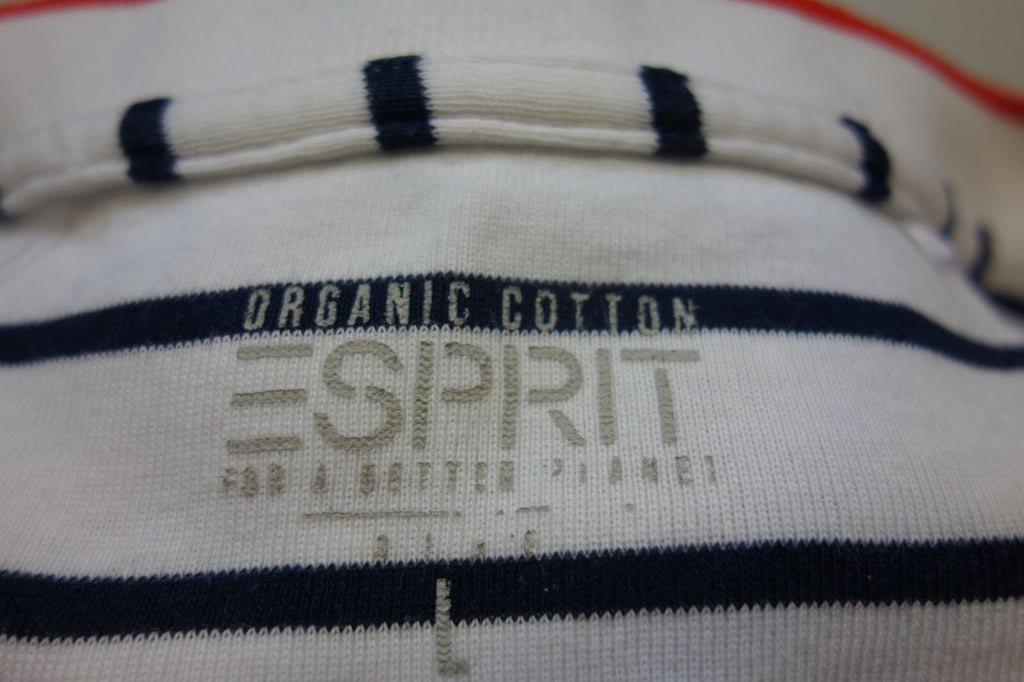 ORGANIC COTTON
ESPRIT
FOR A BETTER PLANET
L